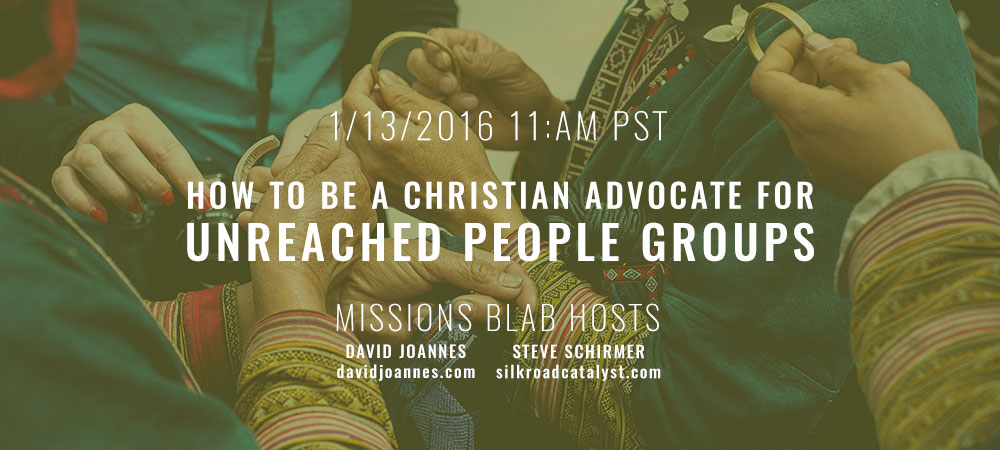 1/13/2016 11:AM PST
HOW TO BE A CHRISTIAN ADVOCATE FOR
UNREACHED PEOPLE GROUPS
MISSIONS BLAB HOSTS
DAVID JOANNES
davidjoannes.com
STEVE SCHIRMER
silkroadcatalyst.com